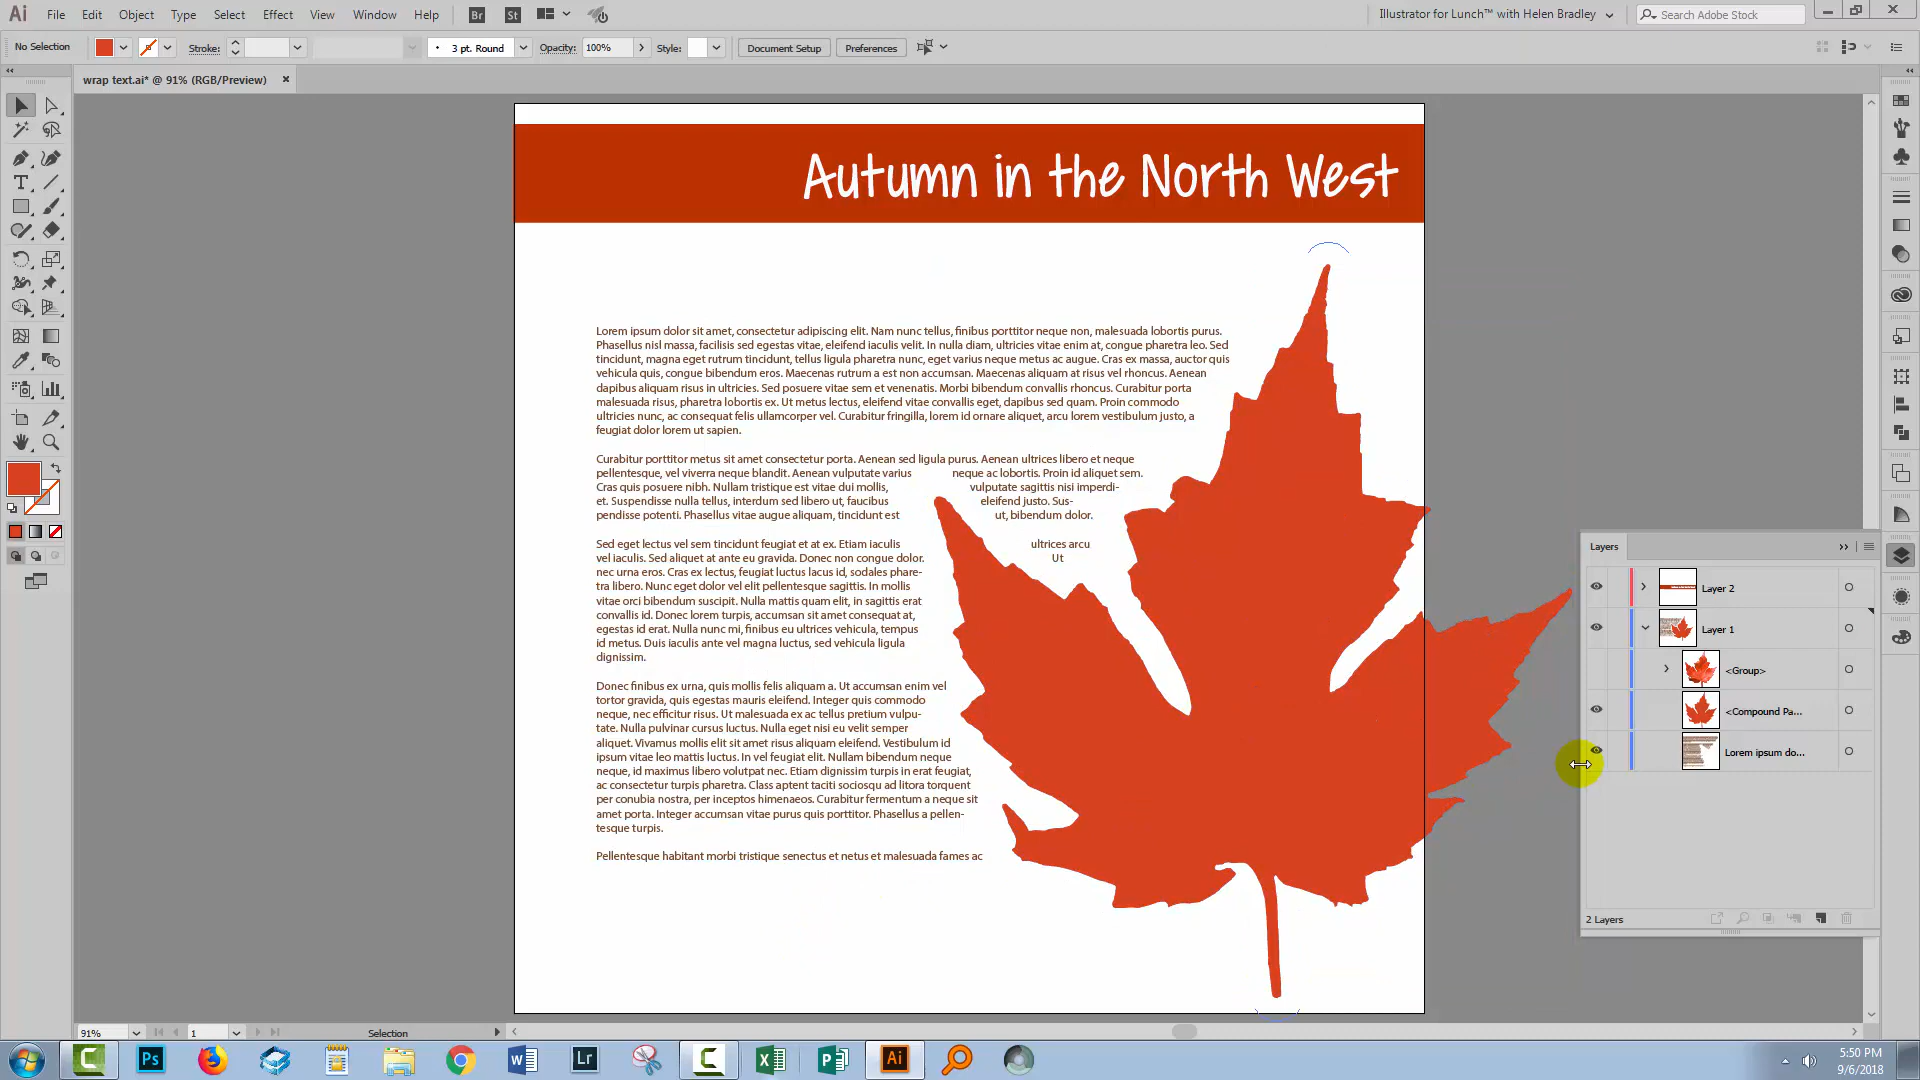 Ai File Edit Object Type Select Effect View Window Help Br St Illustrator for Lunch™ with Helen Bradley Search Adobe Stock
No Selection Stroke: 3 pt. Round Opacity: 100% Style: Document Setup Preferences
wrap text.ai* @ 91% (RGB/Preview)
Autumn in the North West
Lorem ipsum dolor sit amet, consectetur adipiscing elit. Nam nunc tellus, finibus porttitor neque non, malesuada lobortis purus.
Phasellus nisl massa, facilisis sed egestas vitae, eleifend iaculis velit. In nulla diam, ultricies vitae enim at, congue pharetra leo. Sed
tincidunt, magna eget rutrum tincidunt, tellus ligula pharetra nunc, eget varius neque metus ac augue. Cras ex massa, auctor quis
vehicula quis, congue bibendum eros. Maecenas rutrum a est non accumsan. Maecenas aliquam at risus vel rhoncus. Aenean
dapibus aliquam risus in ultricies. Sed posuere vitae sem et venenatis. Morbi bibendum convallis rhoncus. Curabitur porta
malesuada risus, pharetra lobortis ex. Ut metus lectus, eleifend vitae convallis eget, dapibus sed quam. Proin commodo
ultricies nunc, ac consequat felis ullamcorper vel. Curabitur fringilla, lorem id ornare aliquet, arcu lorem vestibulum justo, a
feugiat dolor lorem ut sapien.
Curabitur porttitor metus sit amet consectetur porta. Aenean sed ligula purus. Aenean ultrices libero et neque
pellentesque, vel viverra neque blandit. Aenean vulputate varius neque ac lobortis. Proin id aliquet sem.
Cras quis posuere nibh. Nullam tristique est vitae dui mollis, vulputate sagittis nisi imperdi-
et. Suspendisse nulla tellus, interdum sed libero ut, faucibus eleifend justo. Sus-
pendisse potenti. Phasellus vitae augue aliquam, tincidunt est ut, bibendum dolor.
Sed eget lectus vel sem tincidunt feugiat et at ex. Etiam iaculis ultrices arcu
vel iaculis. Sed aliquet at ante eu gravida. Donec non congue dolor. Ut
nec urna eros. Cras ex lectus, feugiat luctus lacus id, sodales phare-
tra libero. Nunc eget dolor vel elit pellentesque sagittis. In mollis
vitae orci bibendum suscipit. Nulla mattis quam elit, in sagittis erat
convallis id. Donec lorem turpis, accumsan sit amet consequat at,
egestas id erat. Nulla nunc mi, finibus eu ultrices vehicula, tempus
id metus. Duis iaculis ante vel magna luctus, sed vehicula ligula
dignissim.
Donec finibus ex urna, quis mollis felis aliquam a. Ut accumsan enim vel
tortor gravida, quis egestas mauris eleifend. Integer quis commodo
neque, nec efficitur risus. Ut malesuada ex ac tellus pretium vulpu-
tate. Nulla pulvinar cursus luctus. Nulla eget nisi eu velit semper
aliquet. Vivamus mollis elit sit amet risus aliquam eleifend. Vestibulum id
ipsum vitae leo mattis luctus. In vel feugiat elit. Nullam bibendum neque
neque, id maximus libero volutpat nec. Etiam dignissim turpis in erat feugiat,
ac consectetur turpis pharetra. Class aptent taciti sociosqu ad litora torquent
per conubia nostra, per inceptos himenaeos. Curabitur fermentum a neque sit
amet porta. Integer accumsan vitae purus quis porttitor. Phasellus a pellen-
tesque turpis.
Pellentesque habitant morbi tristique senectus et netus et malesuada fames ac
Layers
Layer 2
Layer 1
<Group>
<Compound Pa...
Lorem ipsum do...
2 Layers
91% 1 Selection
Ps W Lr X P Ai
5:50 PM
9/6/2018